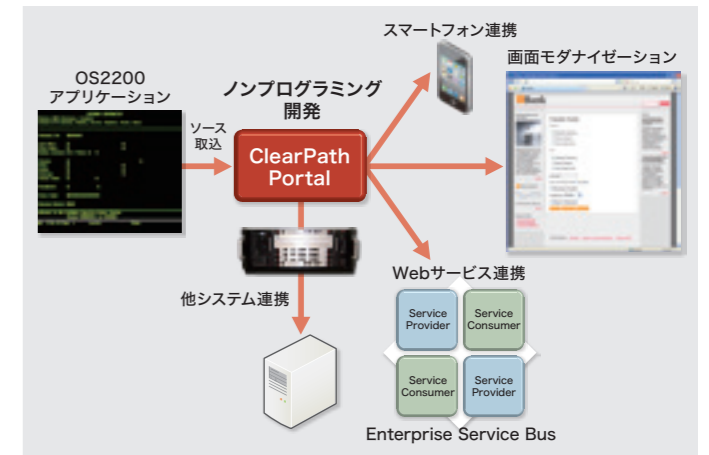 スマートフォン連携
画面モダナイゼーション
OS2200
アプリケーション
ノンプログラミング
開発
ソース
取込
ClearPath
Portal
Webサービス連携
他システム連携
Service
Provider
Service
Consumer
Service
Consumer
Service
Provider
Enterprise Service Bus